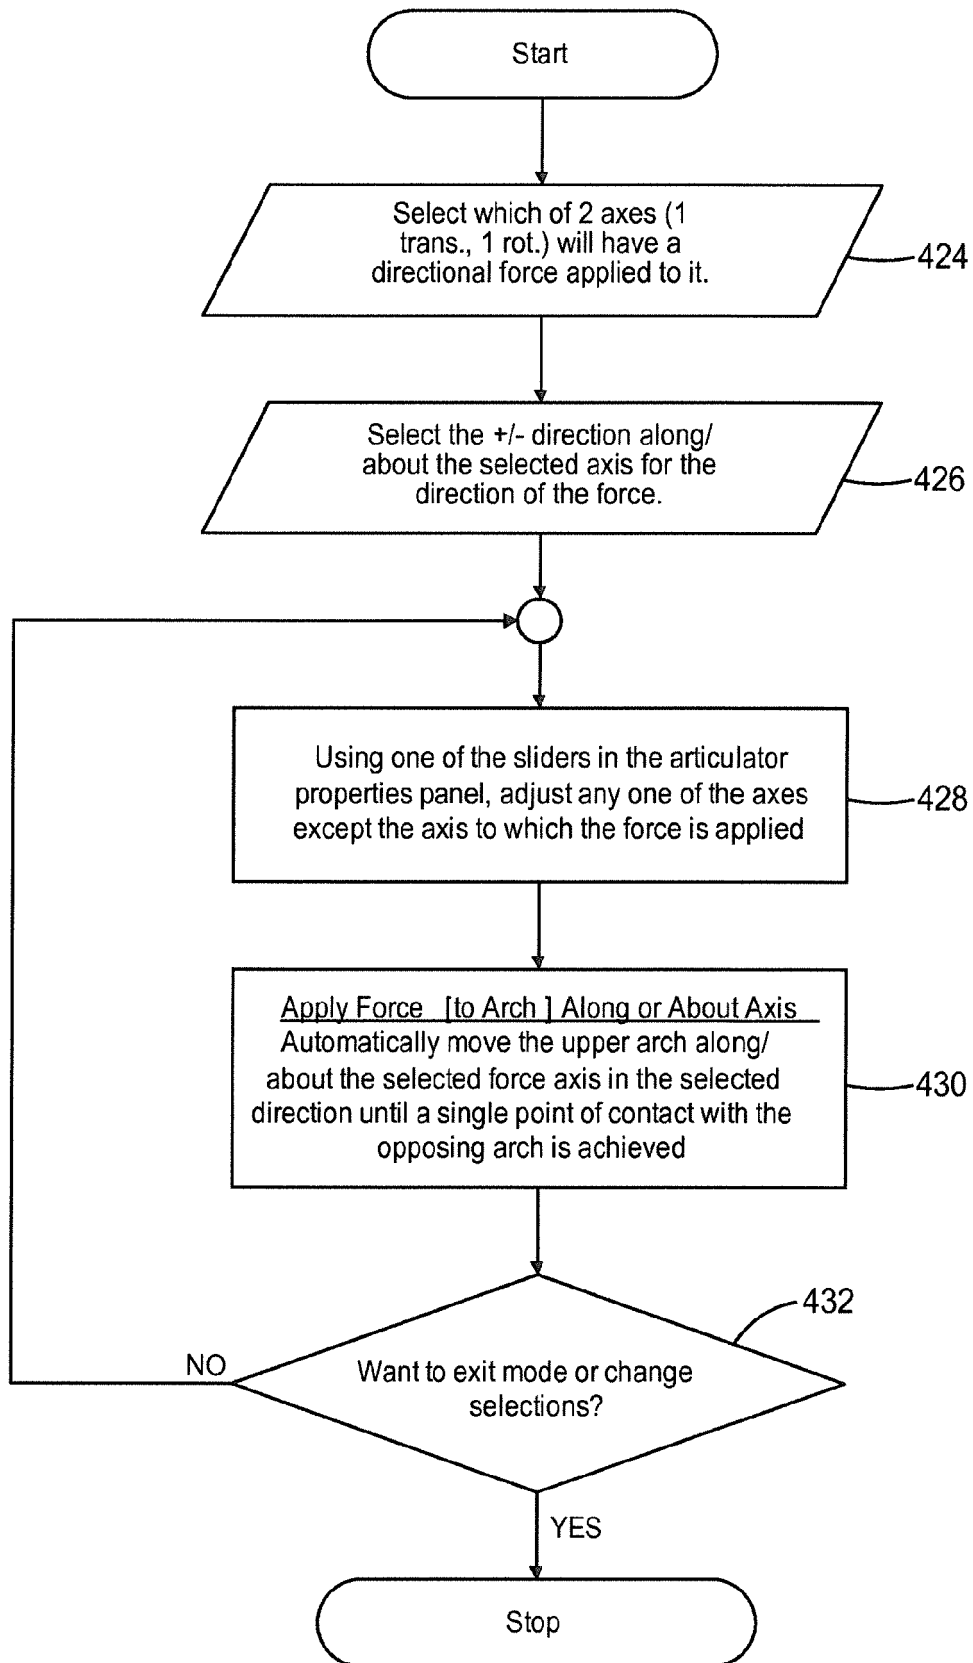 Start
Select which of 2 axes (1
trans., 1 rot.) will have a
directional force applied to it.
424
Select the +/- direction along/
about the selected axis for the
direction of the force.
426
Using one of the sliders in the articulator
properties panel, adjust any one of the axes
except the axis to which the force is applied
428
Apply Force [to Arch ] Along or About Axis
Automatically move the upper arch along/
about the selected force axis in the selected
direction until a single point of contact with the
opposing arch is achieved
430
432
Want to exit mode or change
selections?
NO
YES
Stop